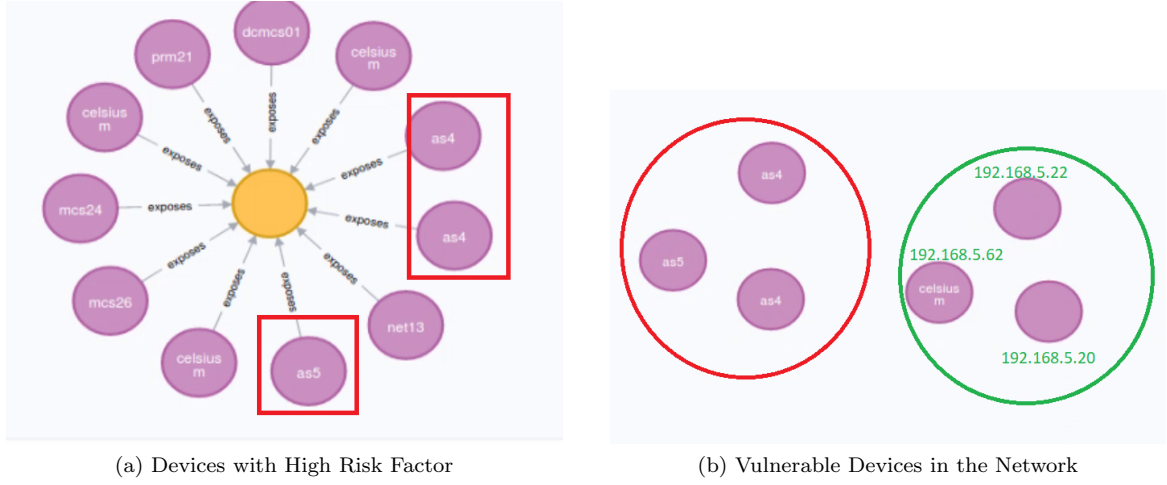 dcmcs01
prm21
celsius
m
celsius
m
as4
mcs24
as4
mcs26
net13
celsius
m
as5
exposes
exposes
exposes
exposes
exposes
exposes
exposes
exposes
exposes
exposes
exposes
(a) Devices with High Risk Factor
as4
as5
as4
192.168.5.22
192.168.5.62
celsius
m
192.168.5.20
(b) Vulnerable Devices in the Network